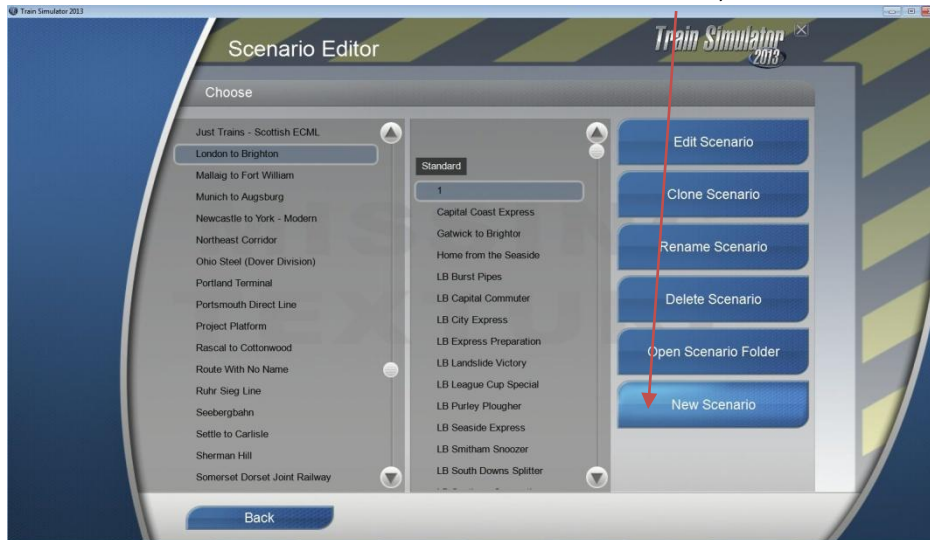 Train Simulator 2013
Scenario Editor
Train Simulator
2013
Choose
Just Trains - Scottish ECML
London to Brighton
Mallaig to Fort William
Munich to Augsburg
Newcastle to York - Modern
Northeast Corridor
Ohio Steel (Dover Division)
Portland Terminal
Portsmouth Direct Line
Project Platform
Rascal to Cottonwood
Route With No Name
Ruhr Sieg Line
Seebergbahn
Settle to Carlisle
Sherman Hill
Somerset Dorset Joint Railway
Standard
1
Capital Coast Express
Gatwick to Brighton
Home from the Seaside
LB Burst Pipes
LB Capital Commuter
LB City Express
LB Express Preparation
LB Landslide Victory
LB League Cup Special
LB Purley Plougher
LB Seaside Express
LB Smitham Snoozer
LB South Downs Splitter
Edit Scenario
Clone Scenario
Rename Scenario
Delete Scenario
Open Scenario Folder
New Scenario
MISSING
TEXTURE
Back